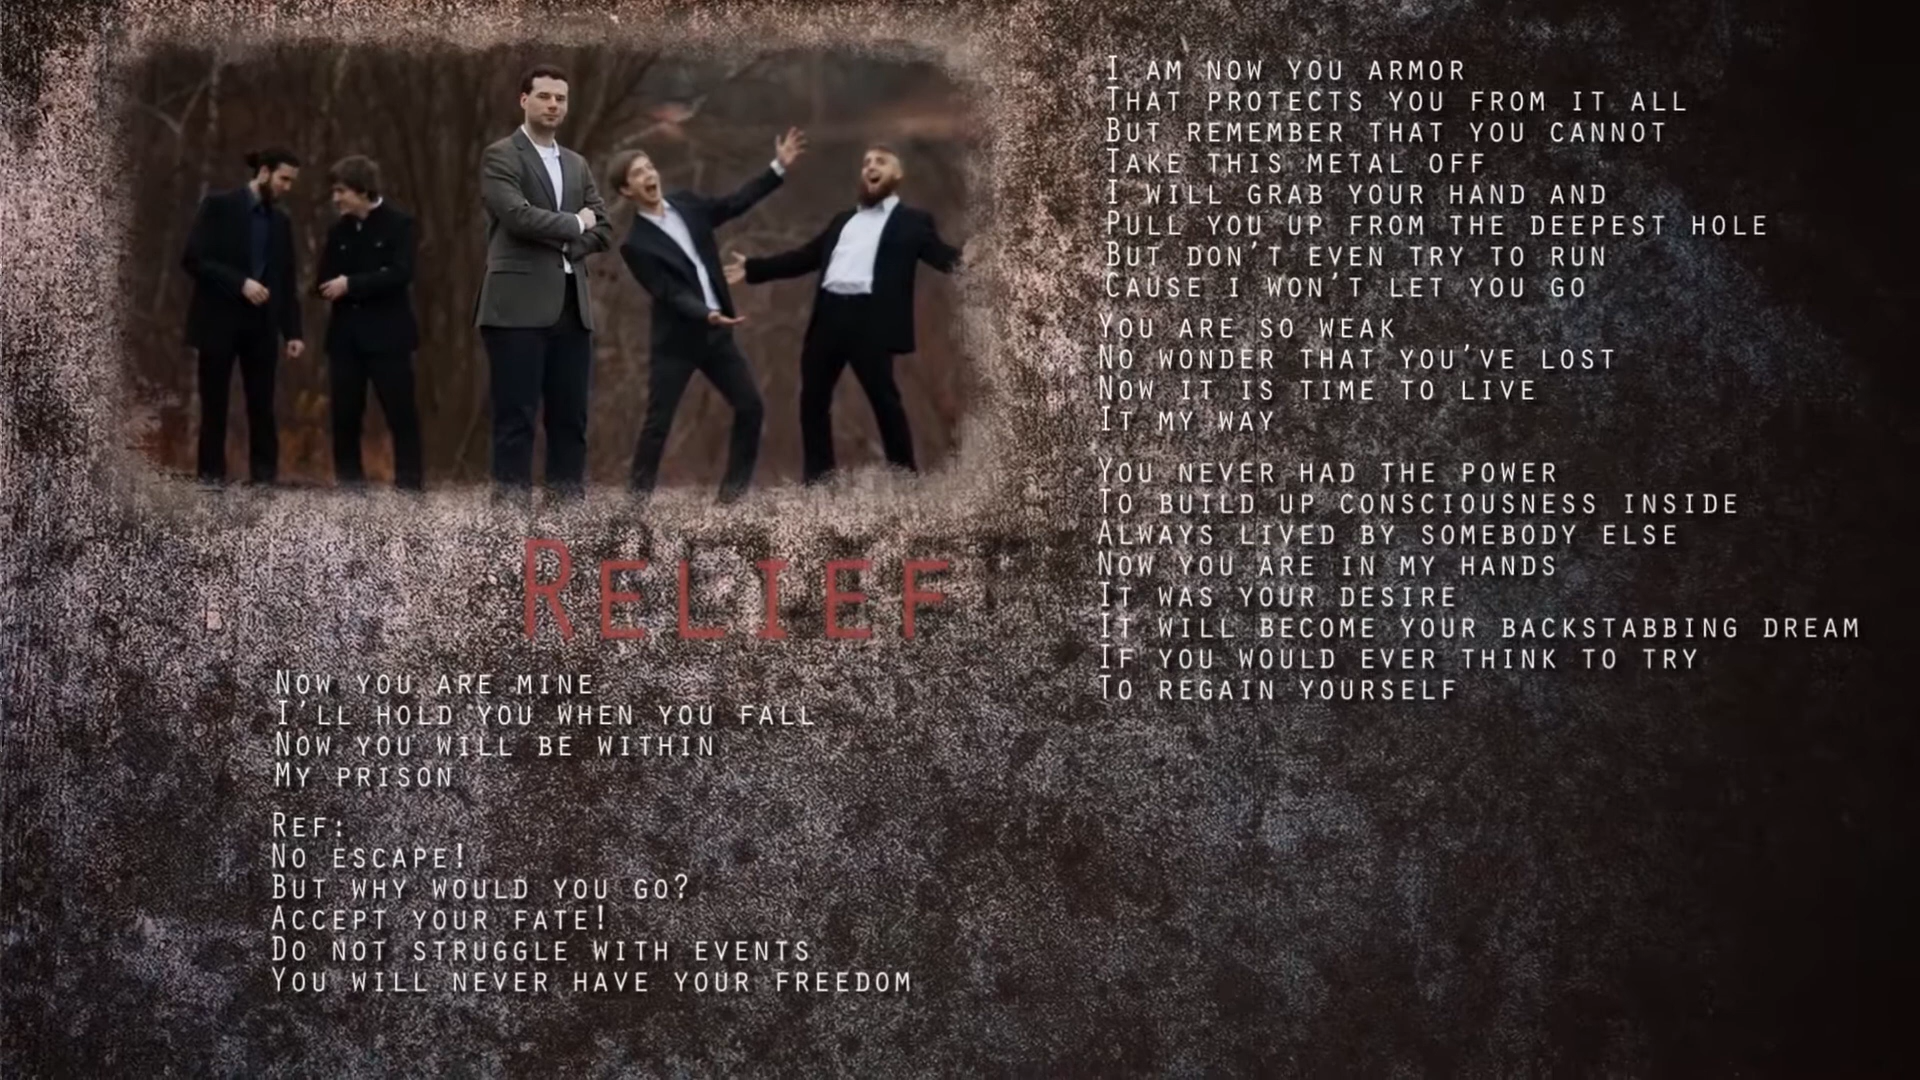 Relief
Now you are mine
I'll hold you when you fall
Now you will be within
My prison
Ref:
No escape!
But why would you go?
Accept your fate!
Do not struggle with events
You will never have your freedom
I am now you armor
That protects you from it all
But remember that you cannot
Take this metal off
I will grab your hand and
Pull you up from the deepest hole
But don't even try to run
Cause I won't let you go
You are so weak
No wonder that you've lost
Now it is time to live
It my way
You never had the power
To build up consciousness inside
Always lived by somebody else
Now you are in my hands
It was your desire
It will become your backstabbing dream
If you would ever think to try
To regain yourself